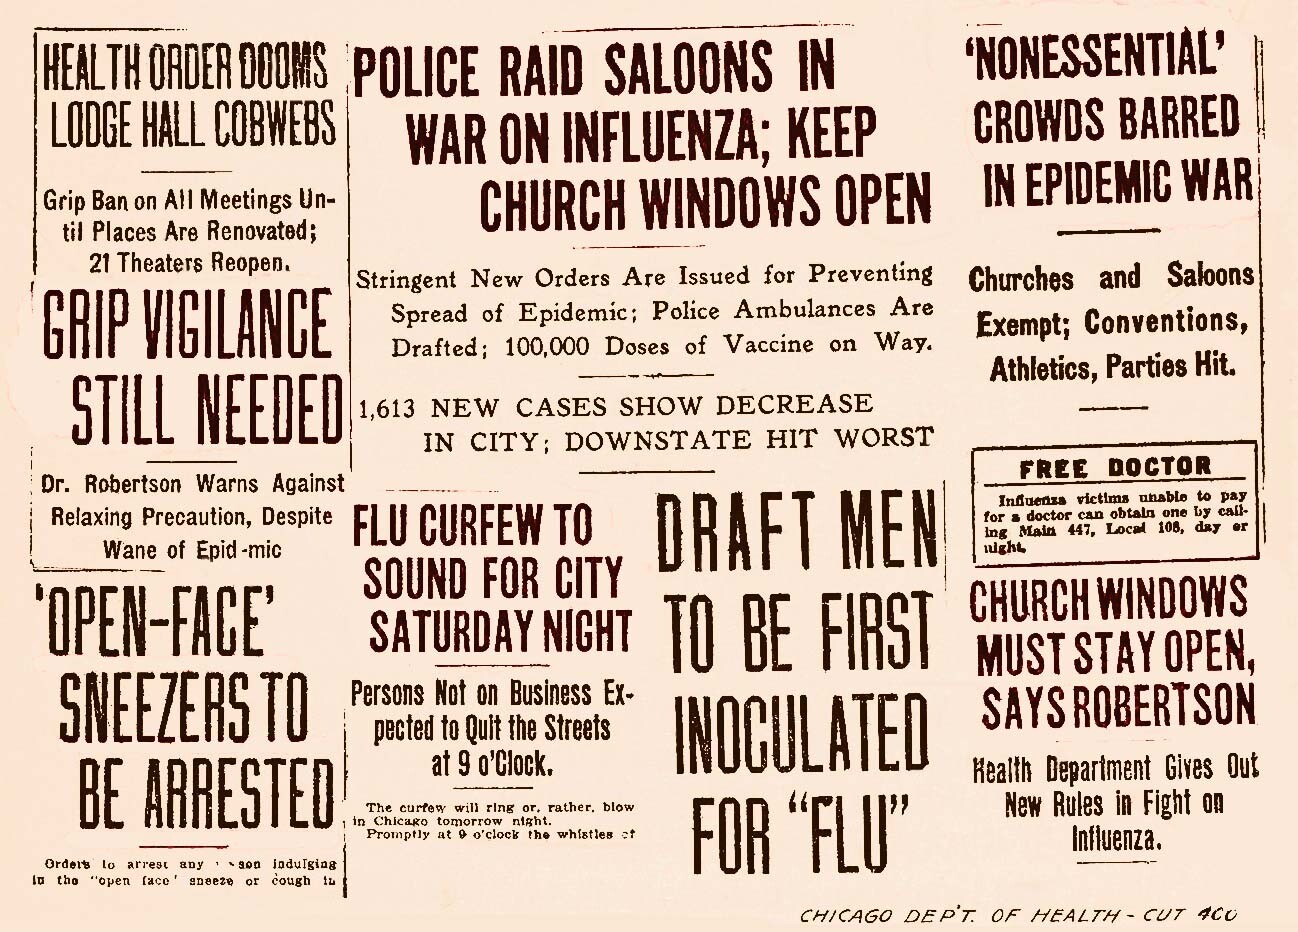 HEALTH ORDER DOOMS
LODGE HALL COBWEBS
Grip Ban on All Meetings Un-
til Places Are Renovated;
21 Theaters Reopen.
GRIP VIGILANCE
STILL NEEDED
Dr. Robertson Warns Against
Relaxing Precaution, Despite
Wane of Epid-mic
'OPEN-FACE'
SNEEZERS TO
BE ARRESTED
Orders to arrest any indulging
in the "open face' sneeze or cough in
POLICE RAID SALOONS IN
WAR ON INFLUENZA; KEEP
CHURCH WINDOWS OPEN
Stringent New Orders Are Issued for Preventing
Spread of Epidemic; Police Ambulances Are
Drafted; 100,000 Doses of Vaccine on Way.
1,613 NEW CASES SHOW DECREASE
IN CITY; DOWNSTATE HIT WORST
FLU CURFEW TO
SOUND FOR CITY
SATURDAY NIGHT
Persons Not on Business Ex-
pected to Quit the Streets
at 9 o'Clock.
The curfew will ring or, rather, blow
in Chicago tomorrow night.
Promptly at 9 o'clock the whistles of
DRAFT MEN
TO BE FIRST
INOCULATED
FOR "FLU"
'NONESSENTIAL'
CROWDS BARRED
IN EPIDEMIC WAR
Churches and Saloons
Exempt; Conventions,
Athletics, Parties Hit.
FREE DOCTOR
Influenza victims unable to pay
for a doctor can obtain one by call-
ing Main 447, Local 108, day or
night.
CHURCH WINDOWS
MUST STAY OPEN,
SAYS ROBERTSON
Health Department Gives Out
New Rules in Fight on
Influenza.
CHICAGO DEP'T. OF HEALTH - CUT